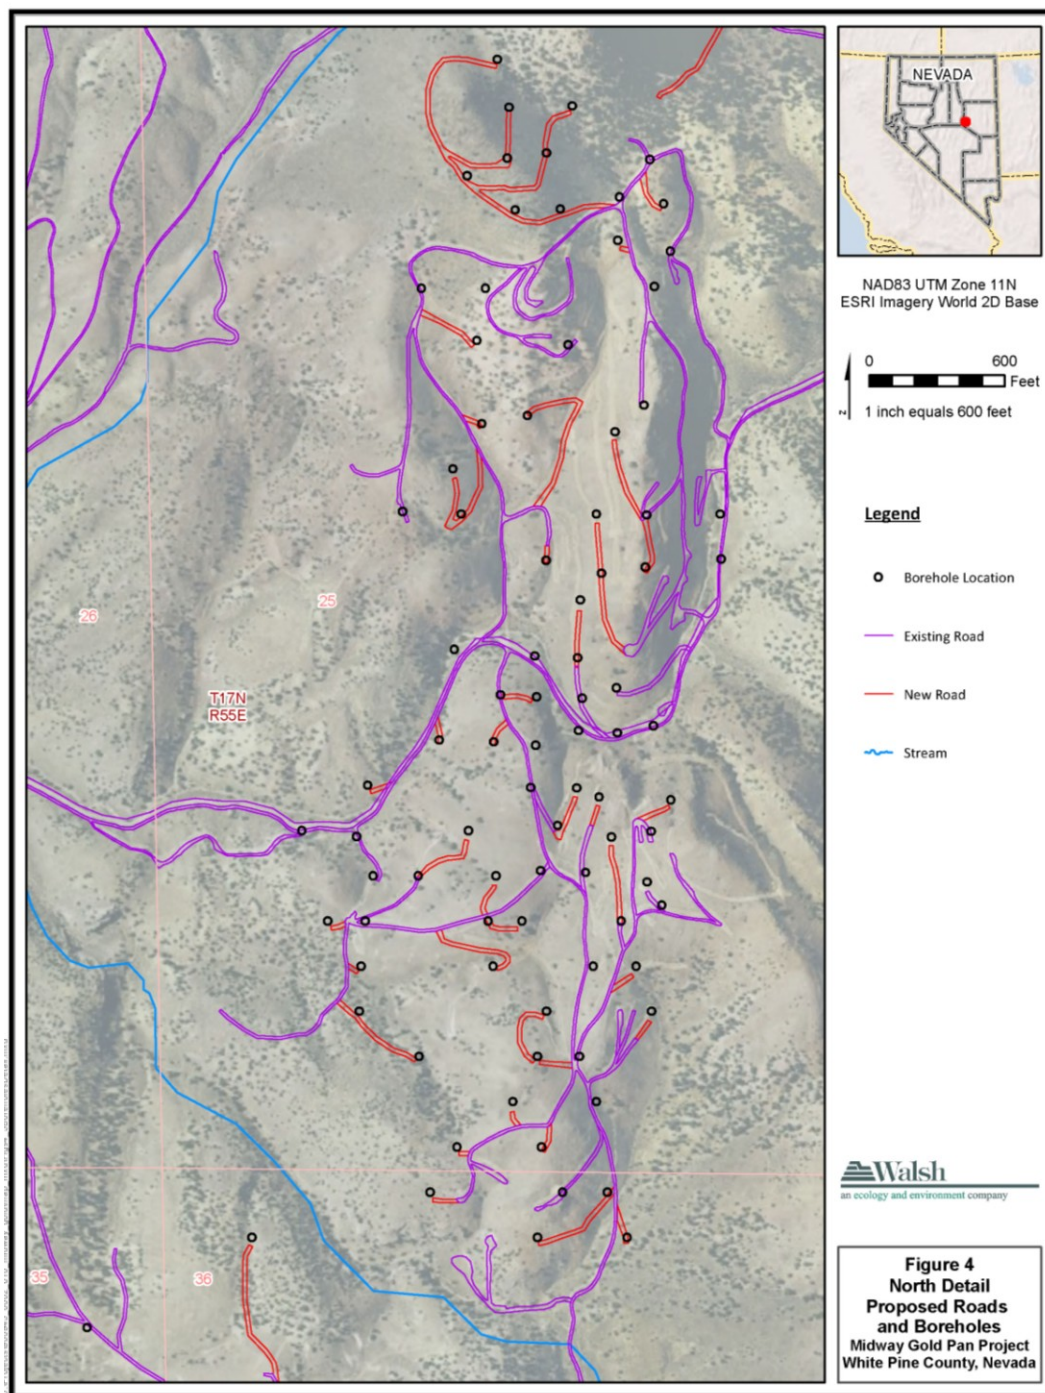 NEVADA
NAD83 UTM Zone 11N
ESRI Imagery World 2D Base
0 600
Feet
z
1 inch equals 600 feet
Legend
Borehole Location
Existing Road
New Road
Stream
26
25
T17N
R55E
35
36
Walsh
an ecology and environment company
Figure 4
North Detail
Proposed Roads
and Boreholes
Midway Gold Pan Project
White Pine County, Nevada